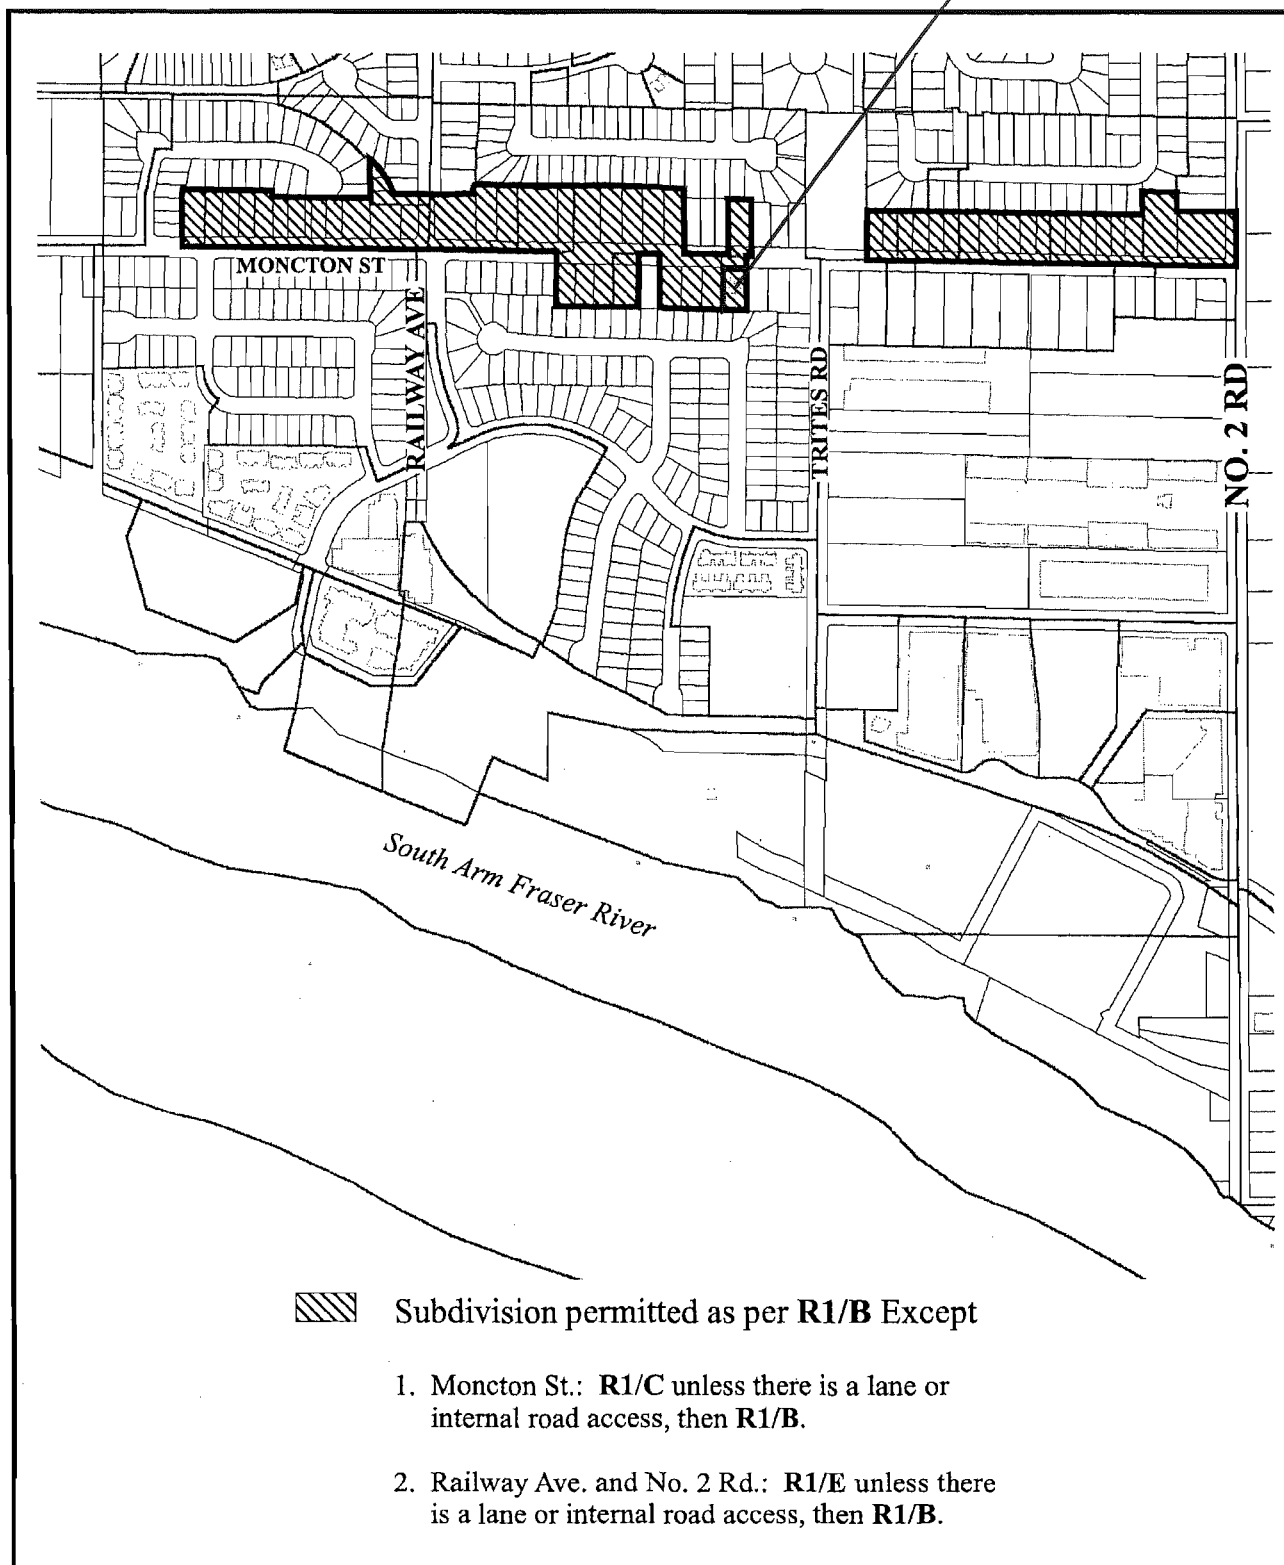 MONCTON ST
RAILWAY AVE
TRITES RD
NO. 2 RD
South Arm Fraser River
Subdivision permitted as per R1/B Except
1. Moncton St.: R1/C unless there is a lane or
internal road access, then R1/B.
2. Railway Ave. and No. 2 Rd.: R1/E unless there
is a lane or internal road access, then R1/B.